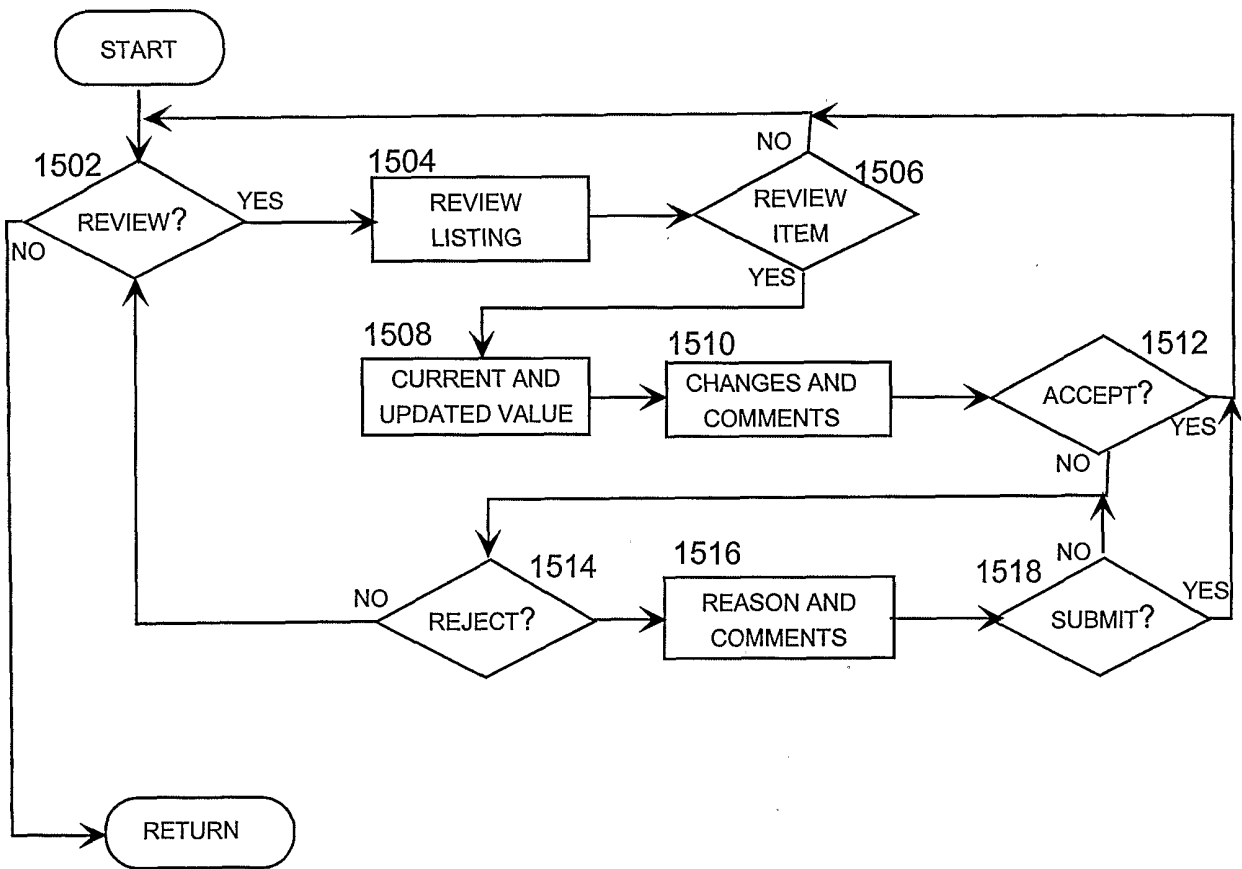 START
NO
1502
1504
1506
REVIEW?
YES
REVIEW
LISTING
REVIEW
ITEM
NO
YES
1508
1510
1512
CURRENT AND
UPDATED VALUE
CHANGES AND
COMMENTS
ACCEPT?
YES
NO
1514
1516
1518
NO
NO
YES
REJECT?
REASON AND
COMMENTS
SUBMIT?
RETURN